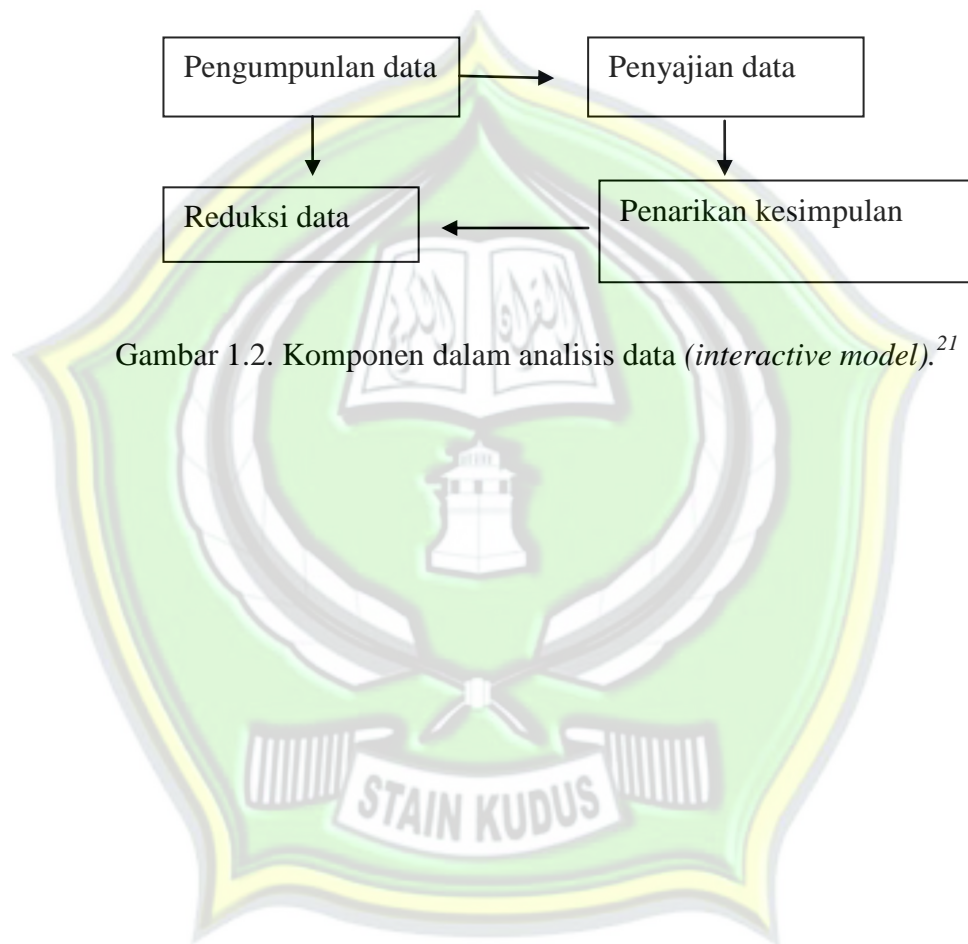 Pengumpunlan data
Penyajian data
Reduksi data
Penarikan kesimpulan
Gambar 1.2. Komponen dalam analisis data (interactive model).21
STAIN KUDUS